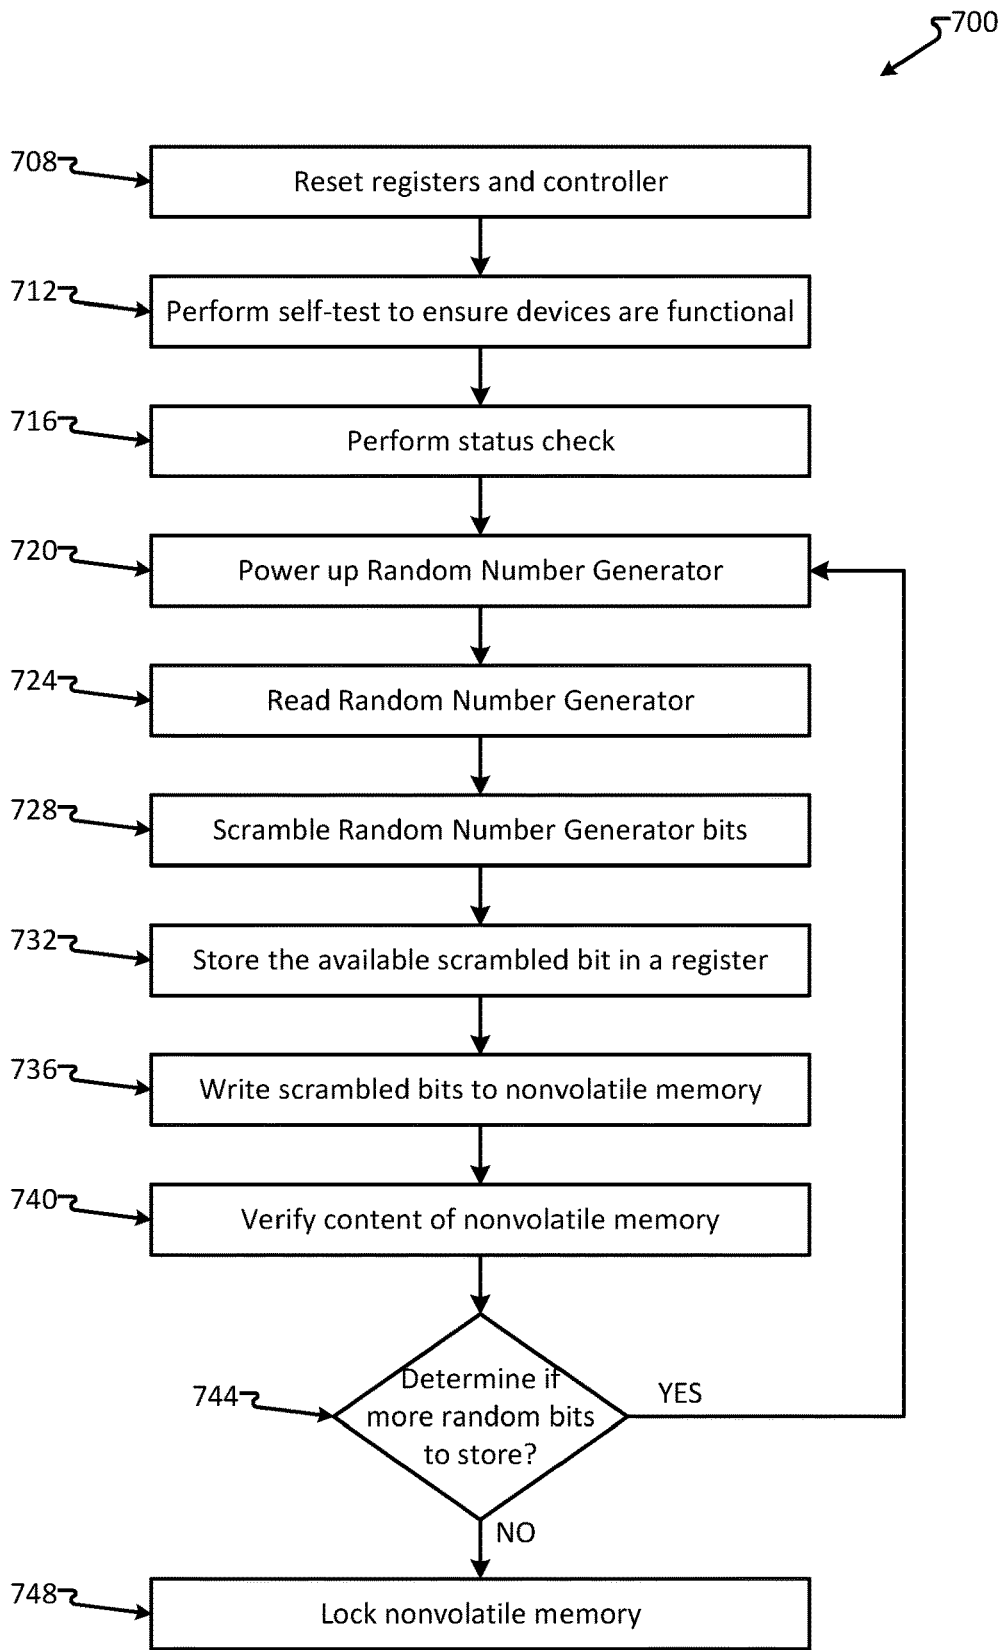 700
708
Reset registers and controller
712
Perform self-test to ensure devices are functional
716
Perform status check
720
Power up Random Number Generator
724
Read Random Number Generator
728
Scramble Random Number Generator bits
732
Store the available scrambled bit in a register
736
Write scrambled bits to nonvolatile memory
740
Verify content of nonvolatile memory
744
Determine if
more random bits
to store?
YES
NO
748
Lock nonvolatile memory